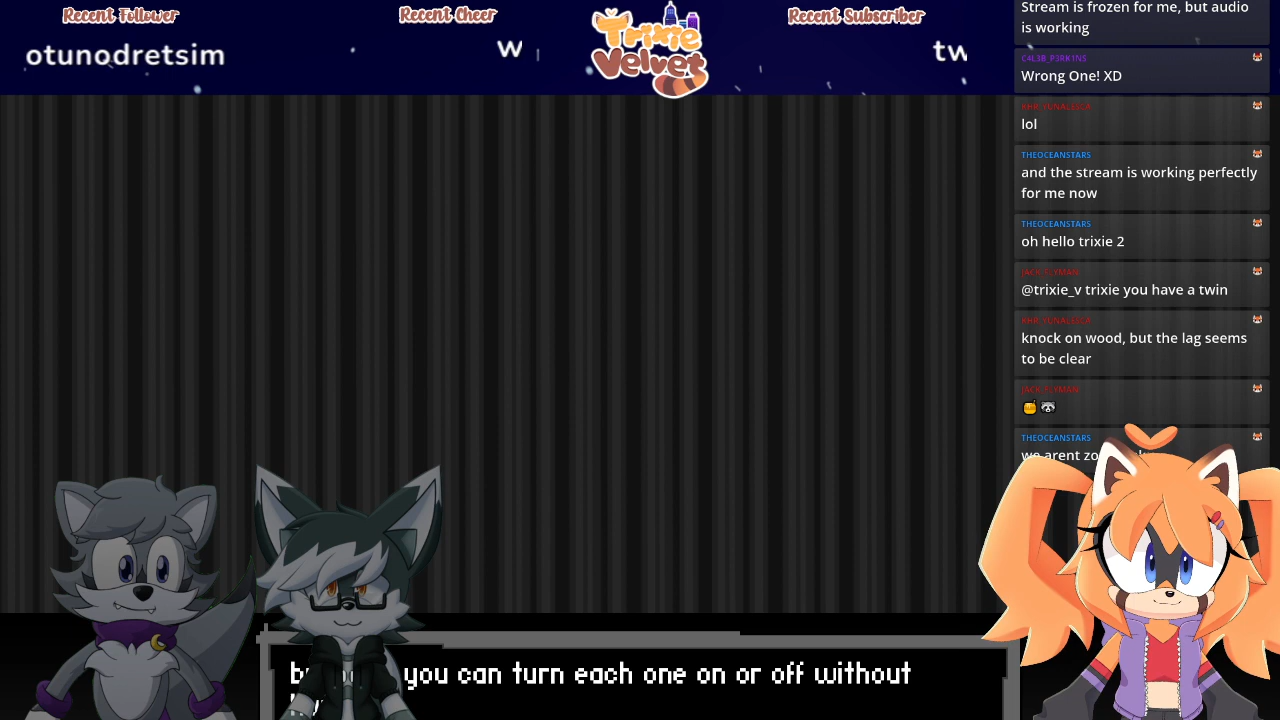 Recent Follower
otunodretsim
Recent Cheer
w
Trixie
Velvet
Recent Subscriber
tw
Stream is frozen for me, but audio
is working
C4L3B_P3RK1NS
Wrong One! XD
lol
THEOCEANSTARS
and the stream is working perfectly
for me now
THEOCEANSTARS
oh hello trixie 2
@trixie_v trixie you have a twin
knock on wood, but the lag seems
to be clear
THEOCEANSTARS
we arent
you can turn each one on or off without